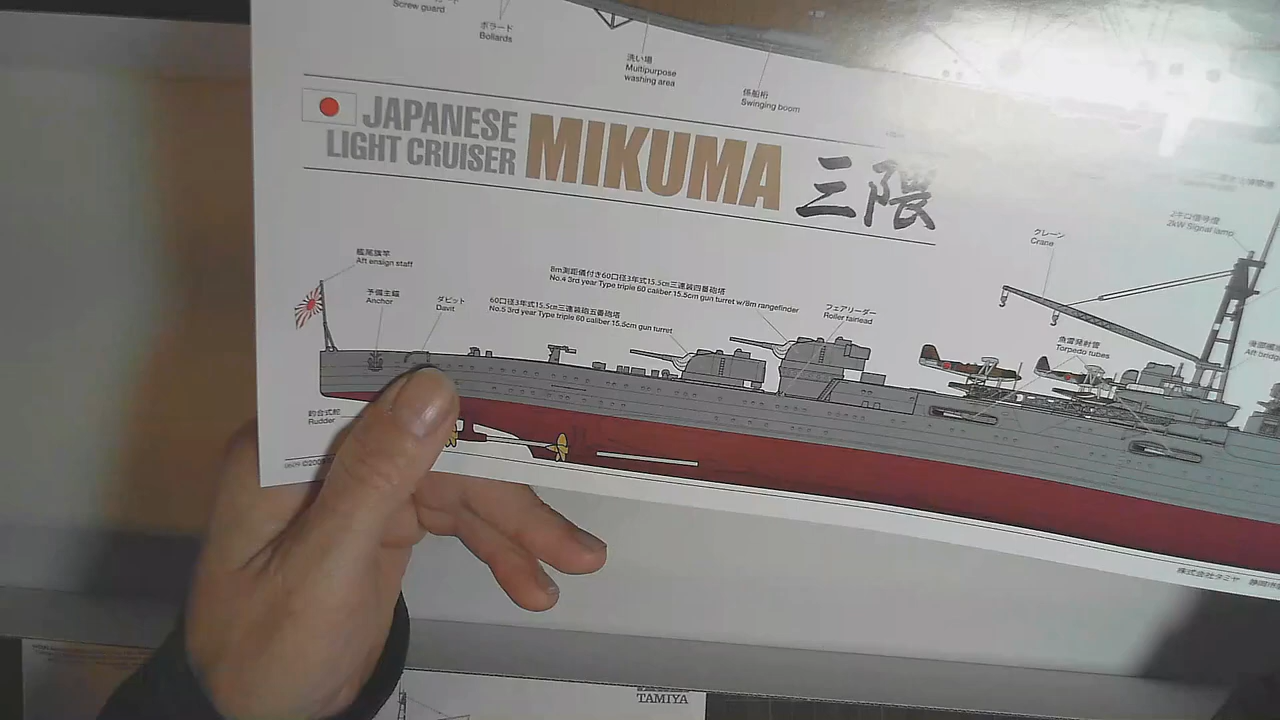 Screw guard
ボラード
Bollards
洗い場
Multipurpose
washing area
係船桁
Swinging boom
JAPANESE
LIGHT CRUISER
MIKUMA
三隈
2キロ信号燈
2kW Signal lamp
クレーン
Crane
艦尾旗竿
Aft ensign staff
予備主錨
Anchor
ダビット
Davit
8m測距儀付き60口径3年式15.5cm三連装四番砲塔
No.4 3rd year Type triple 60 caliber 15.5cm gun turret w/8m rangefinder
60口径3年式15.5cm三連装砲五番砲塔
No.5 3rd year Type triple 60 caliber 15.5cm gun turret
フェアリーダー
Roller fairlead
魚雷発射管
Torpedo tubes
Aft bridg
釣合式舵
Rudder
0609 ©2009
株式会社タミヤ 静岡市
TAMIYA